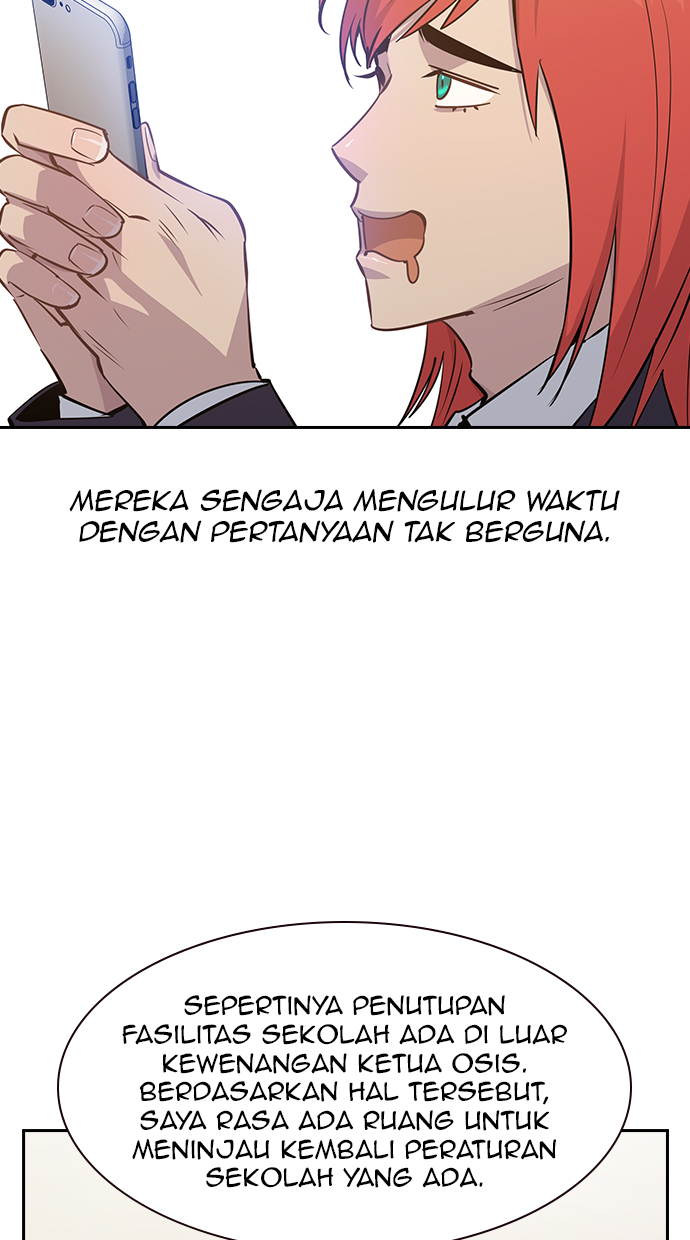 MEREKA SENGAJA MENGULUR WAKTU
DENGAN PERTANYAAN TAK BERGUNA.
SEPERTINYA PENUTUPAN
FASILITAS SEKOLAH ADA DI LUAR
KEWENANGAN KETUA OSIS.
BERDASARKAN HAL TERSEBUT,
SAYA RASA ADA RUANG UNTUK
MENINJAU KEMBALI PERATURAN
SEKOLAH YANG ADA.